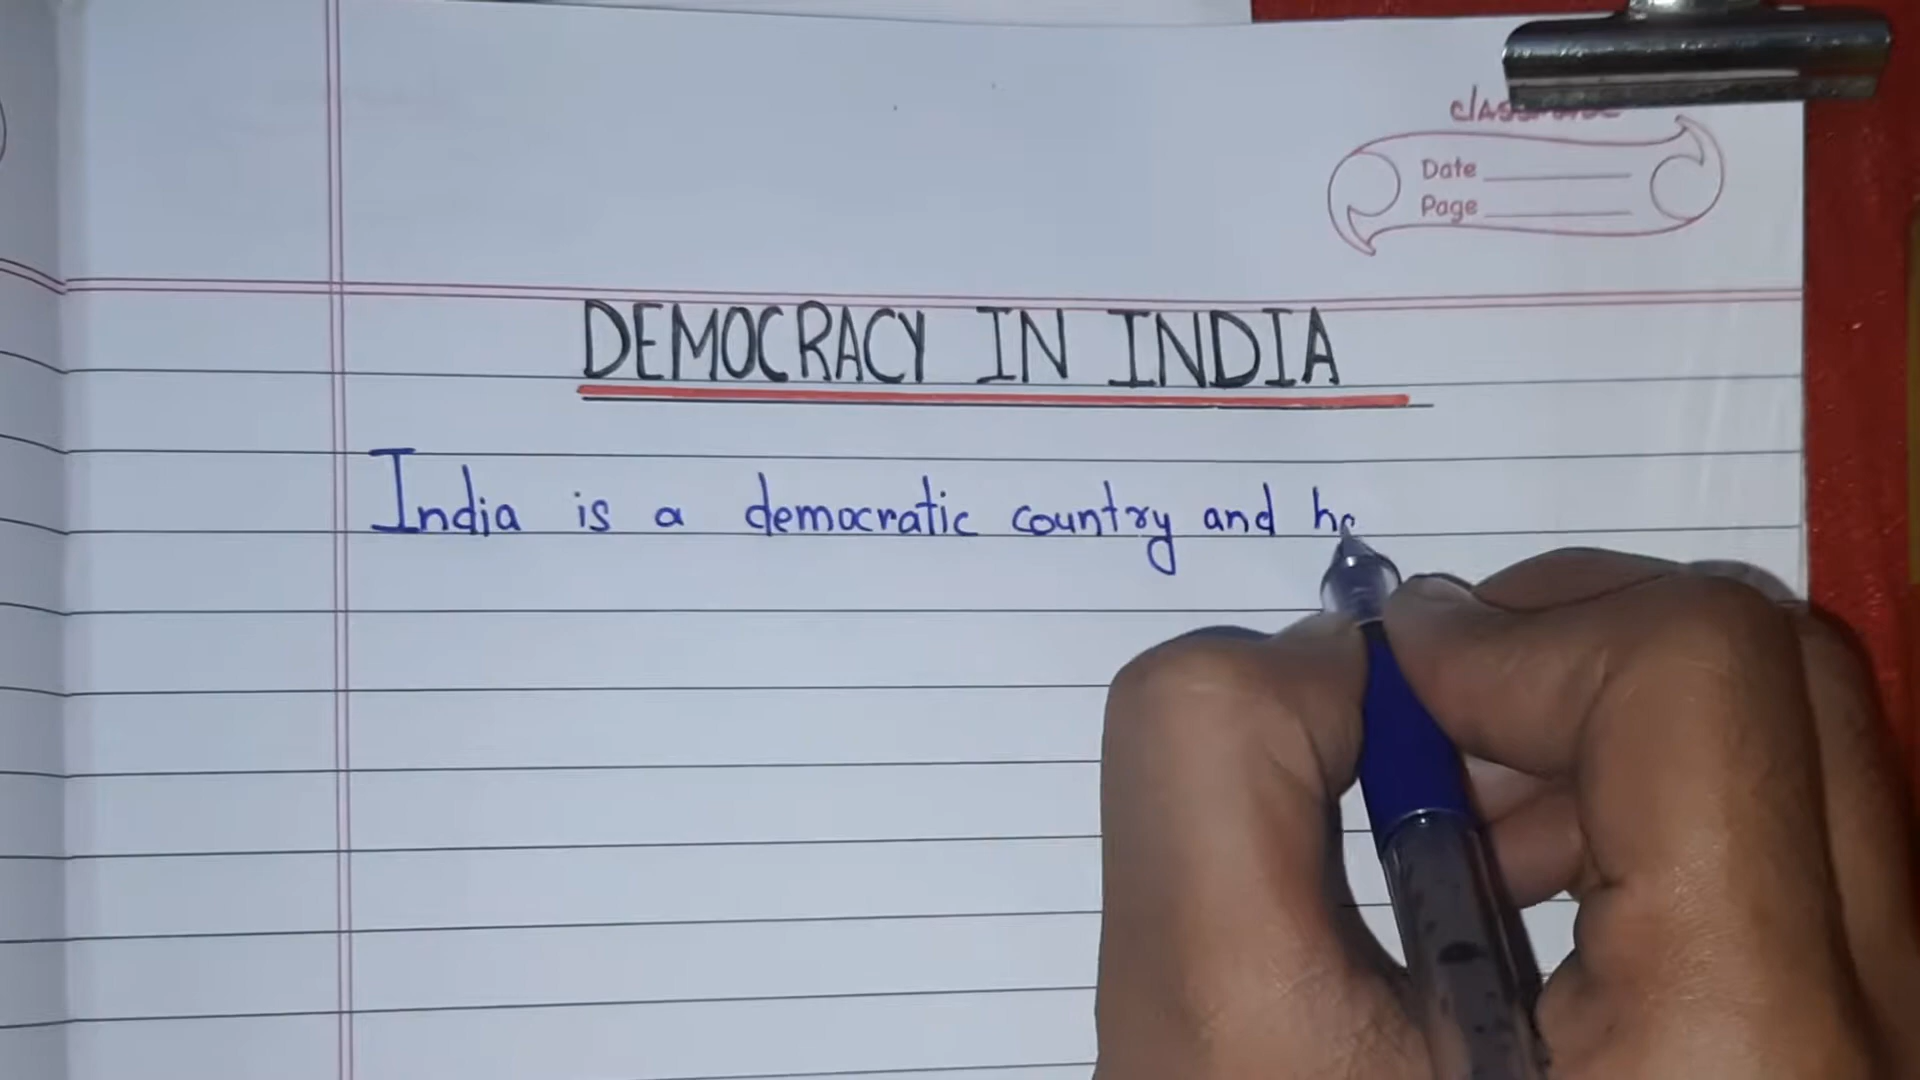 Date
Page
DEMOCRACY IN INDIA
India is a democratic country and